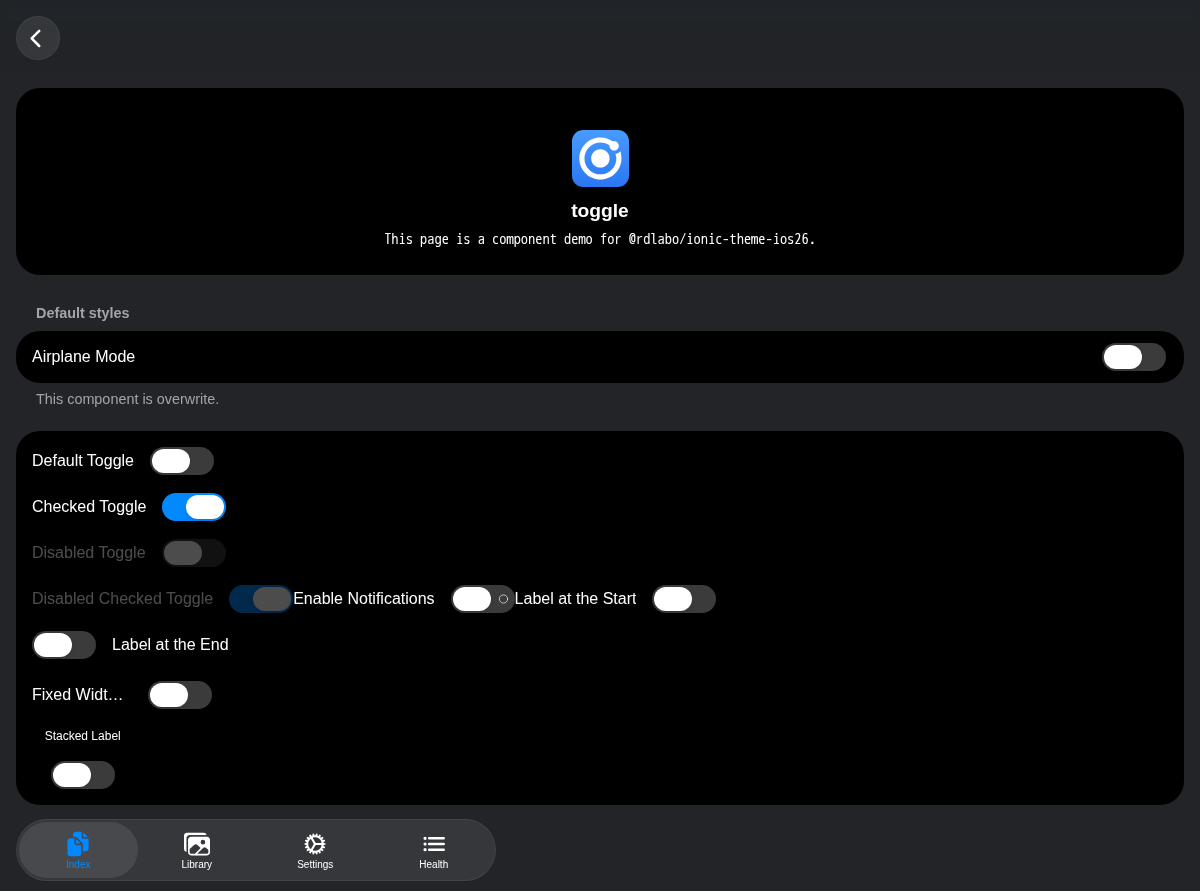 toggle
This page is a component demo for @rdlabo/ionic-theme-ios26.
Default styles
Airplane Mode
This component is overwrite.
Default Toggle
Checked Toggle
Disabled Toggle
Disabled Checked Toggle Enable Notifications Label at the Start
Label at the End
Fixed Widt…
Stacked Label
Index Library Settings Health